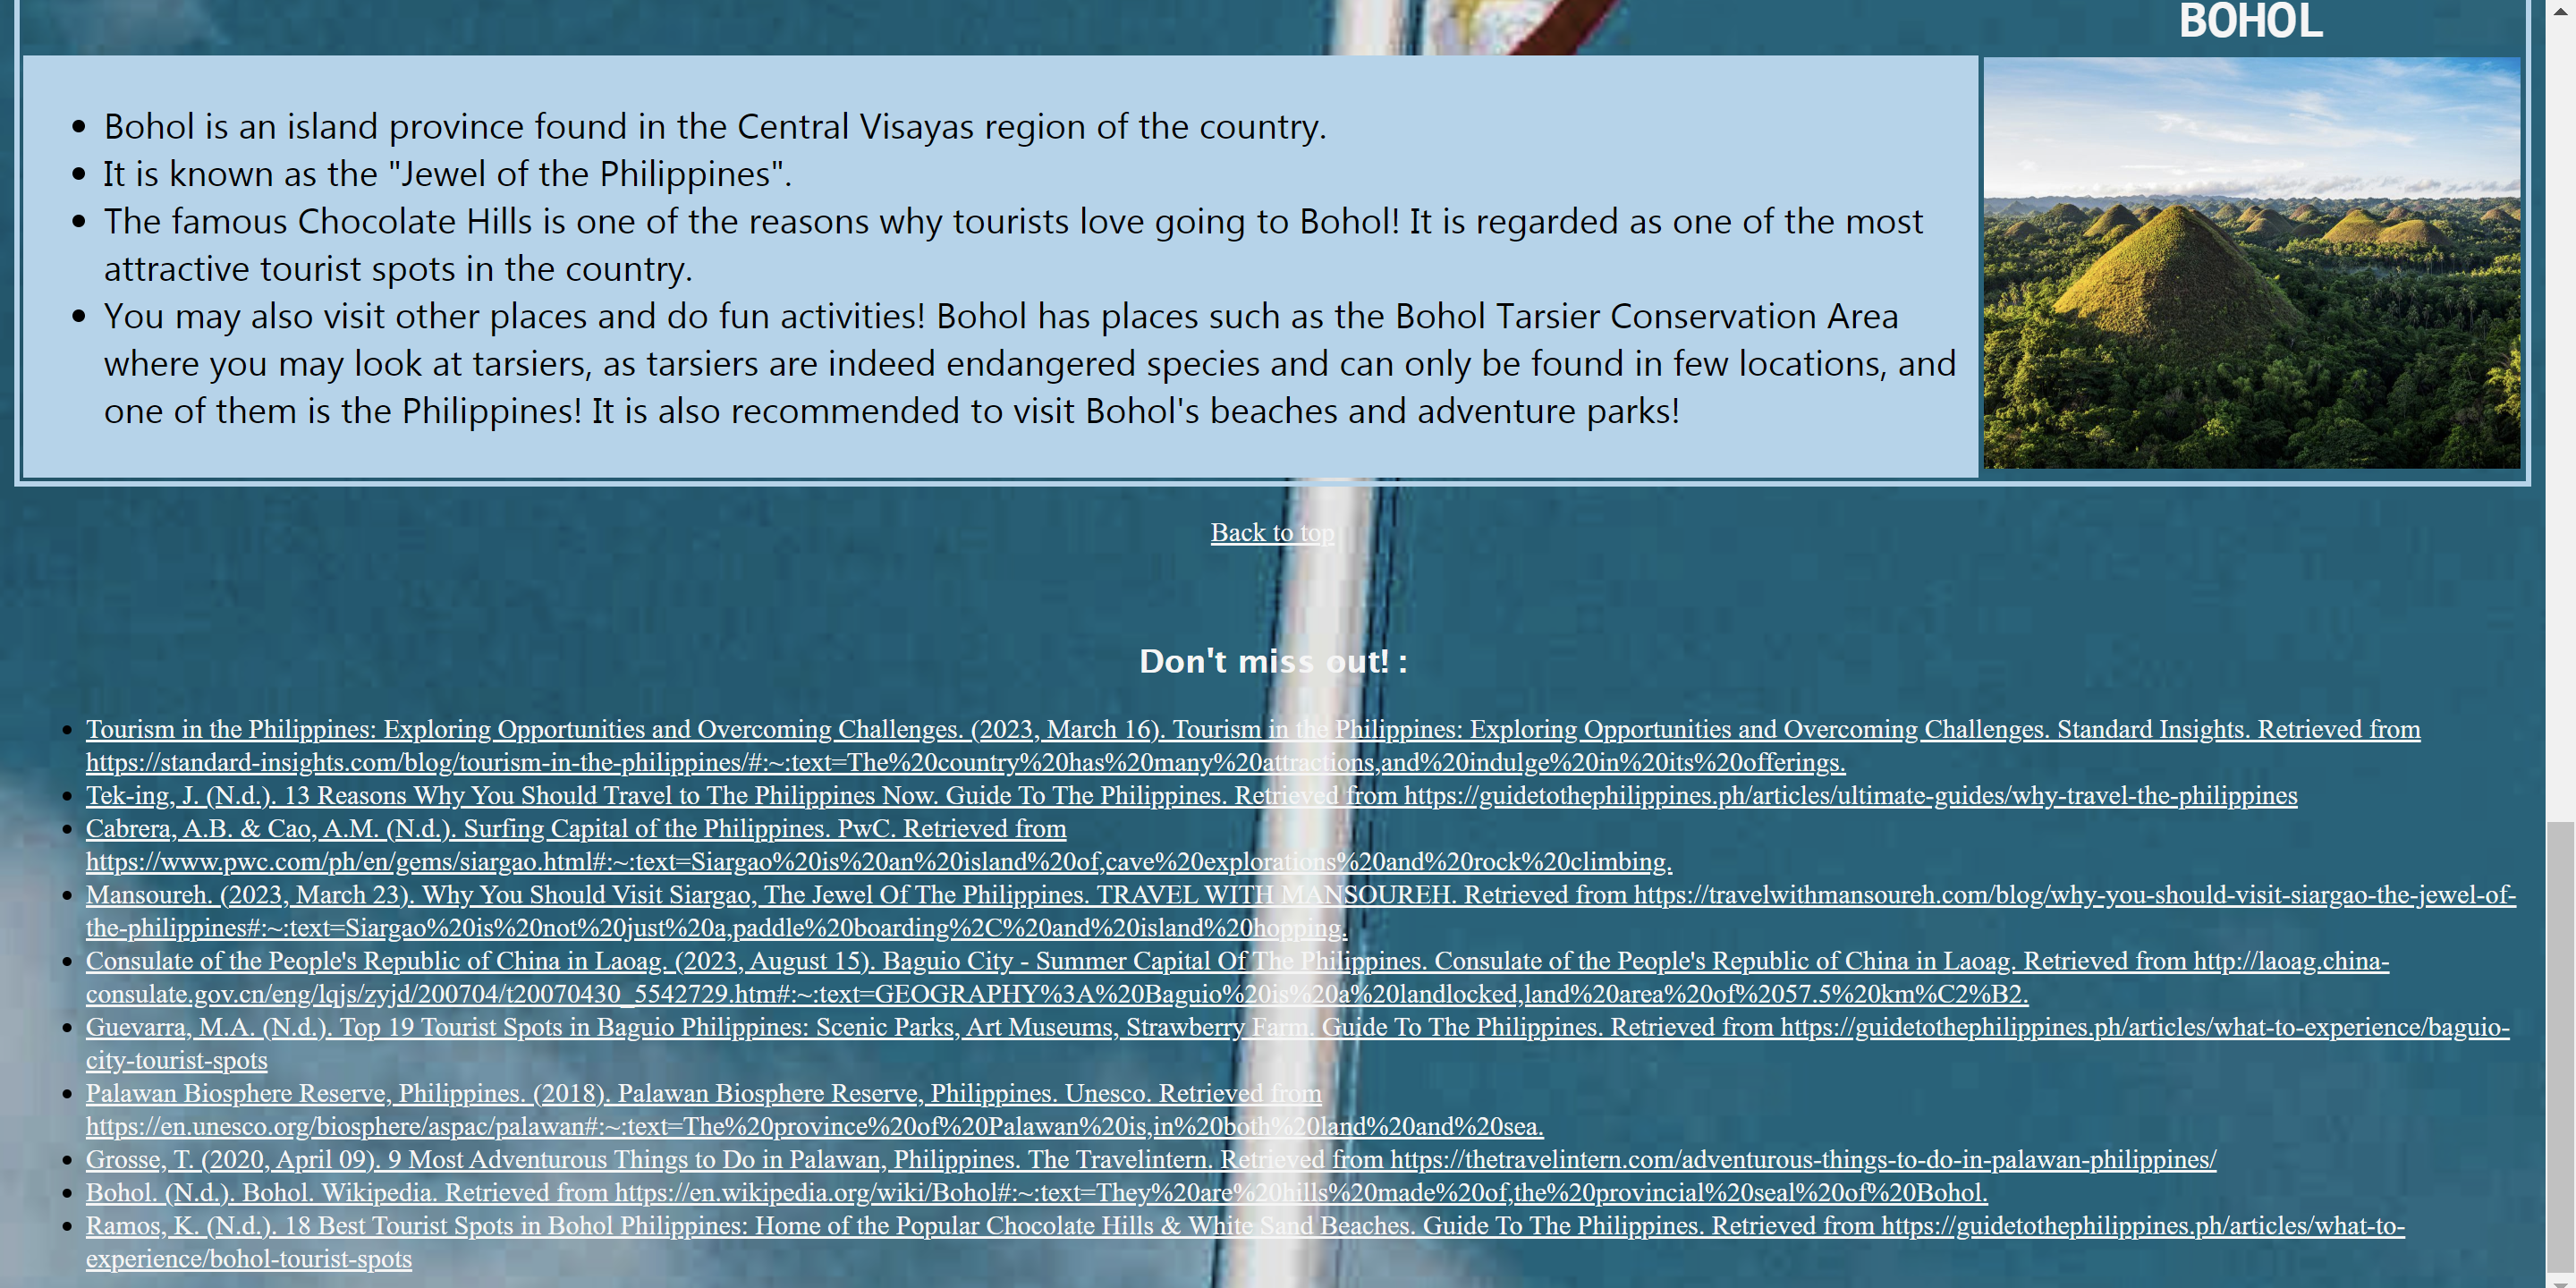 BOHOL
Bohol is an island province found in the Central Visayas region of the country.
It is known as the "Jewel of the Philippines".
The famous Chocolate Hills is one of the reasons why tourists love going to Bohol! It is regarded as one of the most
attractive tourist spots in the country.
You may also visit other places and do fun activities! Bohol has places such as the Bohol Tarsier Conservation Area
where you may look at tarsiers, as tarsiers are indeed endangered species and can only be found in few locations, and
one of them is the Philippines! It is also recommended to visit Bohol's beaches and adventure parks!
Back to top
Don't miss out! :
Tourism in the Philippines: Exploring Opportunities and Overcoming Challenges. (2023, March 16). Tourism in the Philippines: Exploring Opportunities and Overcoming Challenges. Standard Insights. Retrieved from
https://standard-insights.com/blog/tourism-in-the-philippines/#:~:text=The%20country%20has%20many%20attractions,and%20indulge%20in%20its%20offerings.
Tek-ing, J. (N.d.). 13 Reasons Why You Should Travel to The Philippines Now. Guide To The Philippines. Retrieved from https://guidetothephilippines.ph/articles/ultimate-guides/why-travel-the-philippines
Cabrera, A.B. & Cao, A.M. (N.d.). Surfing Capital of the Philippines. PwC. Retrieved from
https://www.pwc.com/ph/en/gems/siargao.html#:~:text=Siargao%20is%20an%20island%20of,cave%20explorations%20and%20rock%20climbing.
Mansoureh. (2023, March 23). Why You Should Visit Siargao, The Jewel Of The Philippines. TRAVEL WITH MANSOUREH. Retrieved from https://travelwithmansoureh.com/blog/why-you-should-visit-siargao-the-jewel-of-
the-philippines#:~:text=Siargao%20is%20not%20just%20a,paddle%20boarding%2C%20and%20island%20hopping.
Consulate of the People's Republic of China in Laoag. (2023, August 15). Baguio City - Summer Capital Of The Philippines. Consulate of the People's Republic of China in Laoag. Retrieved from http://laoag.china-
consulate.gov.cn/eng/lqjs/zyjd/200704/t20070430_5542729.htm#:~:text=GEOGRAPHY%3A%20Baguio%20is%20a%20landlocked,land%20area%20of%2057.5%20km%C2%B2.
Guevarra, M.A. (N.d.). Top 19 Tourist Spots in Baguio Philippines: Scenic Parks, Art Museums, Strawberry Farm. Guide To The Philippines. Retrieved from https://guidetothephilippines.ph/articles/what-to-experience/baguio-
city-tourist-spots
Palawan Biosphere Reserve, Philippines. (2018). Palawan Biosphere Reserve, Philippines. Unesco. Retrieved from
https://en.unesco.org/biosphere/aspac/palawan#:~:text=The%20province%20of%20Palawan%20is,in%20both%20land%20and%20sea.
Grosse, T. (2020, April 09). 9 Most Adventurous Things to Do in Palawan, Philippines. The Travelintern. Retrieved from https://thetravelintern.com/adventurous-things-to-do-in-palawan-philippines/
Bohol. (N.d.). Bohol. Wikipedia. Retrieved from https://en.wikipedia.org/wiki/Bohol#:~:text=They%20are%20hills%20made%20of,the%20provincial%20seal%20of%20Bohol.
Ramos, K. (N.d.). 18 Best Tourist Spots in Bohol Philippines: Home of the Popular Chocolate Hills & White Sand Beaches. Guide To The Philippines. Retrieved from https://guidetothephilippines.ph/articles/what-to-
experience/bohol-tourist-spots